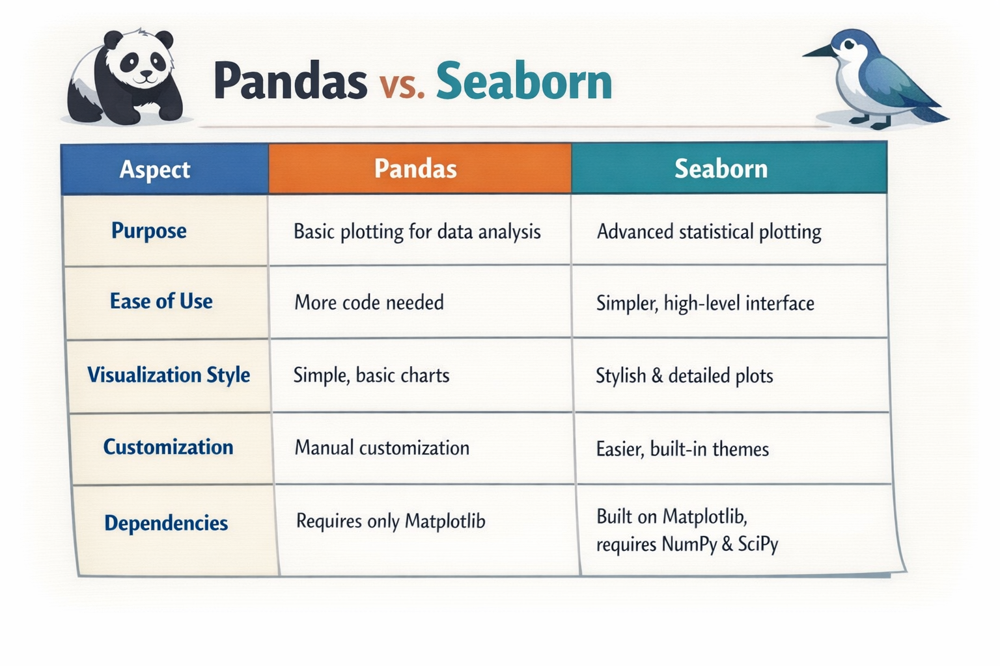 Pandas vs. Seaborn
Aspect Pandas Seaborn
Purpose Basic plotting for data analysis Advanced statistical plotting
Ease of Use More code needed Simpler, high-level interface
Visualization Style Simple, basic charts Stylish & detailed plots
Customization Manual customization Easier, built-in themes
Dependencies Requires only Matplotlib Built on Matplotlib,
requires NumPy & SciPy